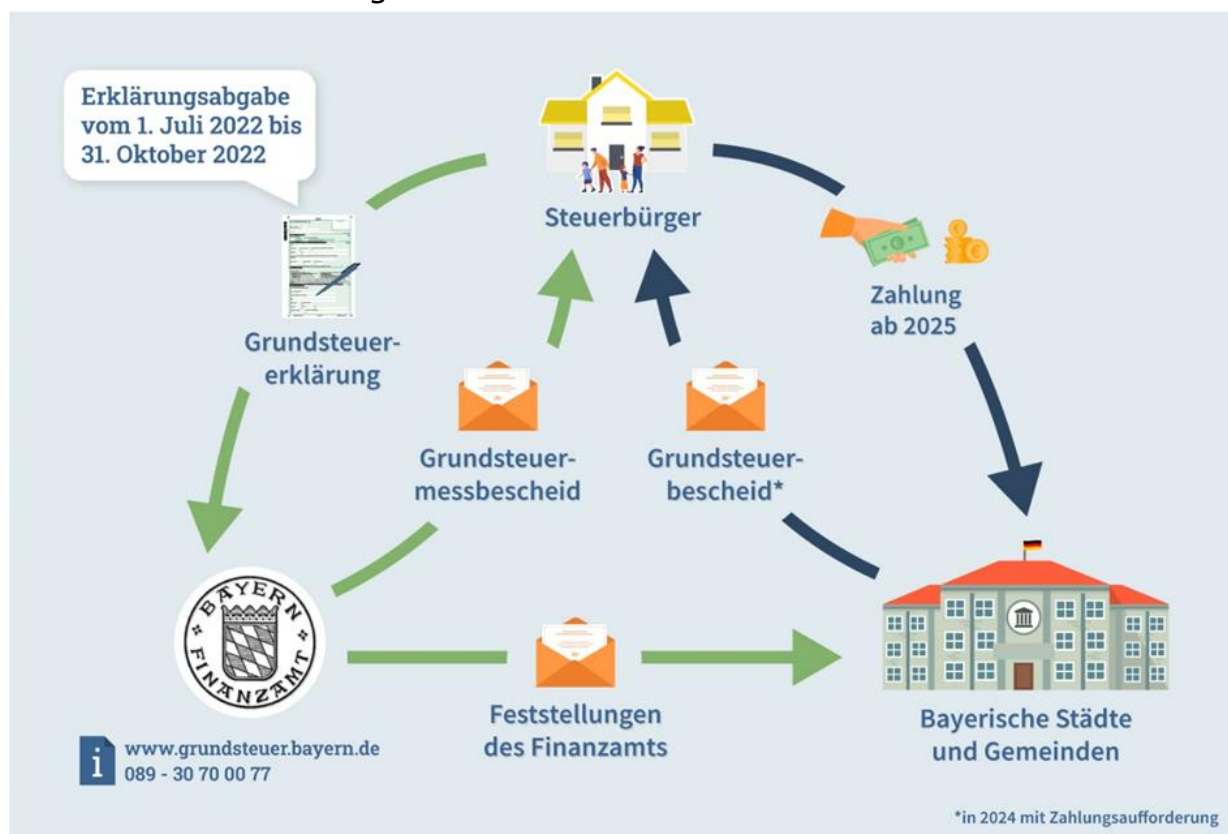 Erklärungsabgabe
vom 1. Juli 2022 bis
31. Oktober 2022
Steuerbürger
Zahlung
ab 2025
Grundsteuer-
erklärung
Grundsteuer-
messbescheid
Grundsteuer-
bescheid*
BAYERN
FINANZAMT
Feststellungen
des Finanzamts
Bayerische Städte
und Gemeinden
i
www.grundsteuer.bayern.de
089 - 30 70 00 77
*in 2024 mit Zahlungsaufforderung